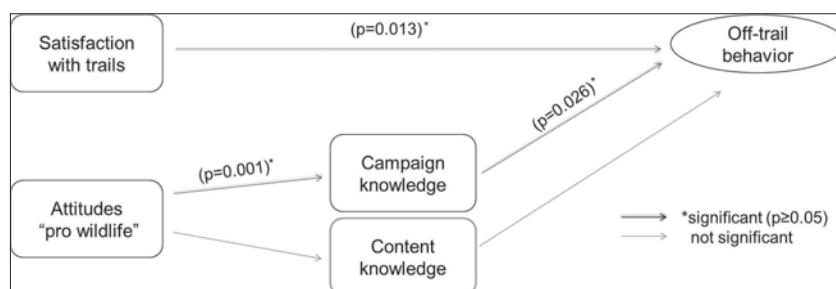 (p=0.013)*
Satisfaction
with trails
Off-trail
behavior
(p=0.026)*
(p=0.001)*
Campaign
knowledge
Attitudes
“pro wildlife”
Content
knowledge
*significant (p≥0.05)
not significant